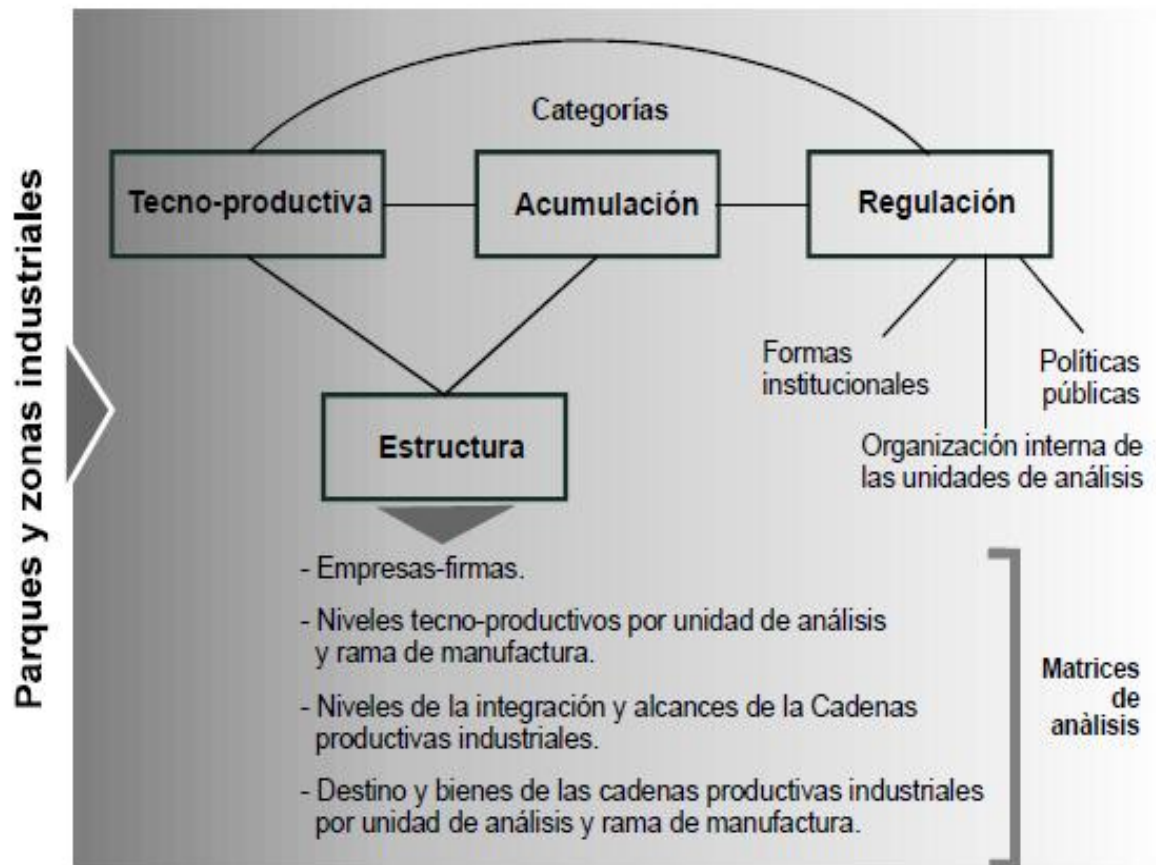 Parques y zonas industriales
Categorías
Tecno-productiva
Acumulación
Regulación
Formas
institucionales
Políticas
públicas
Organización interna de
las unidades de análisis
Estructura
- Empresas-firmas.
- Niveles tecno-productivos por unidad de análisis
y rama de manufactura.
- Niveles de la integración y alcances de la Cadenas
productivas industriales.
- Destino y bienes de las cadenas productivas industriales
por unidad de análisis y rama de manufactura.
Matrices
de
anàlisis